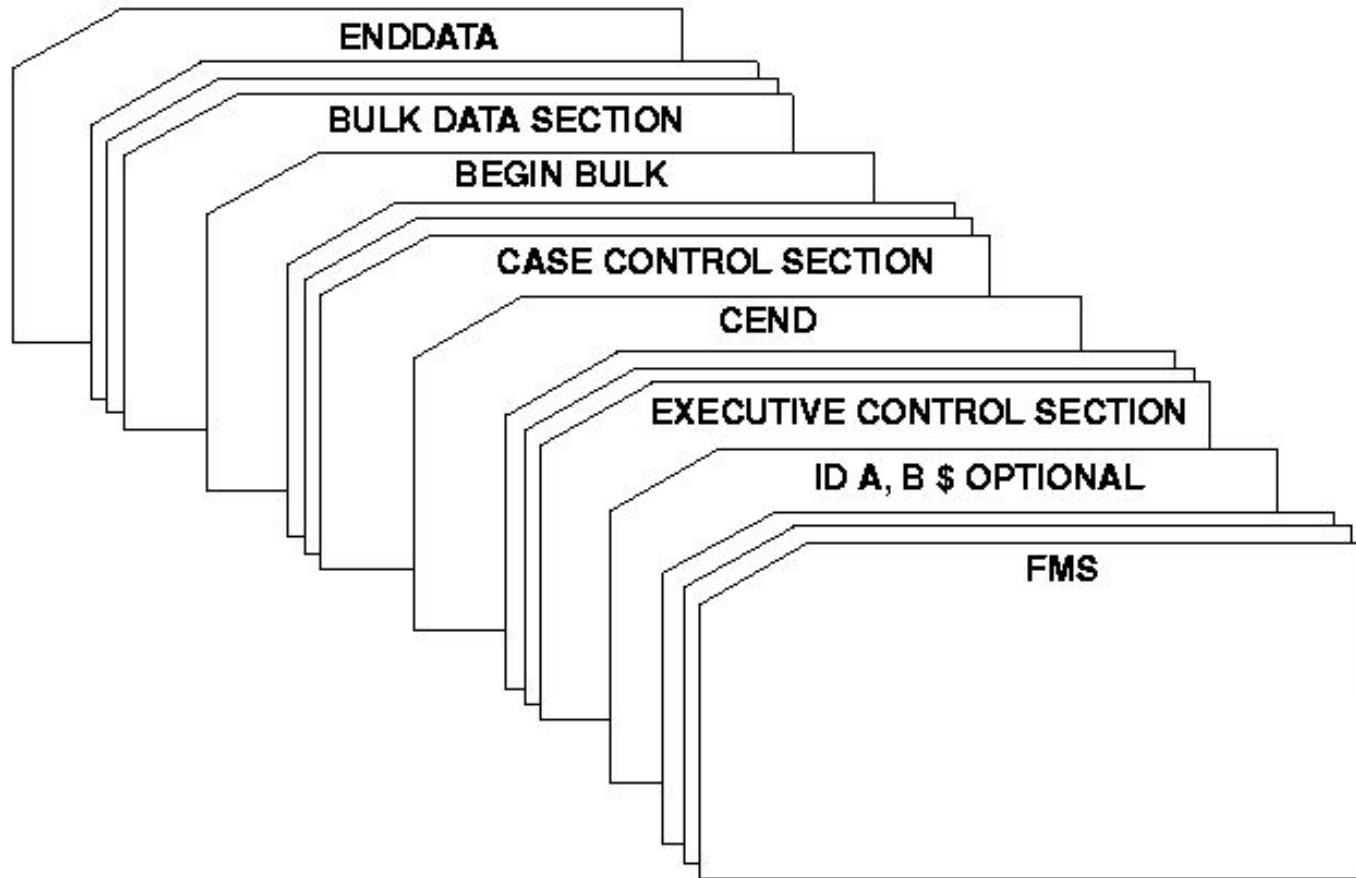 ENDDATA
BULK DATA SECTION
BEGIN BULK
CASE CONTROL SECTION
CEND
EXECUTIVE CONTROL SECTION
ID A, B $ OPTIONAL
FMS